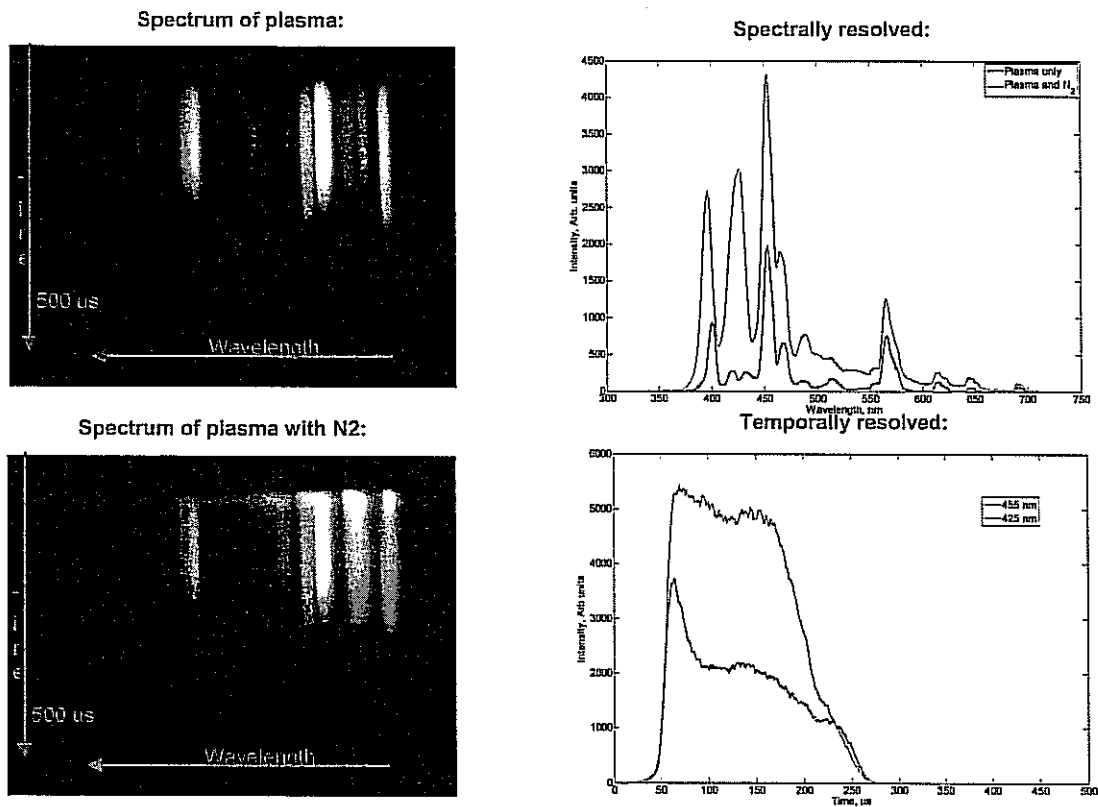 Spectrum of plasma:
500 us
Wavelength
Spectrum of plasma with N2:
500 us
Wavelength
Spectrally resolved:
4500
4000
3500
3000
2500
2000
1500
1000
500
0
300 350 400 450 500 550 600 650 700 750
Intensity, Arb. units
Wavelength, nm
Plasma only
Plasma and N₂
Temporally resolved:
6000
5000
4000
3000
2000
1000
0
0 50 100 150 200 250 300 350 400 450 500
Intensity, Arb units
Time, µs
455 nm
425 nm